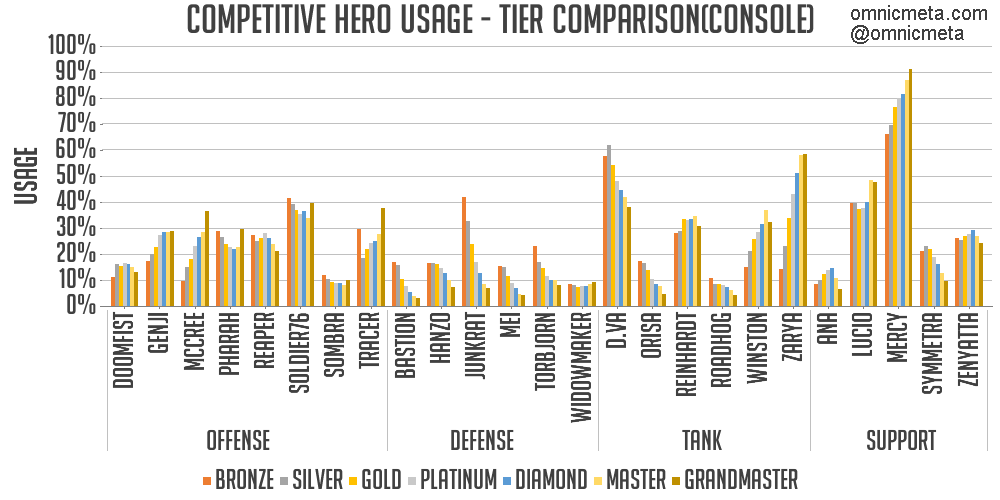 COMPETITIVE HERO USAGE - TIER COMPARISON(CONSOLE)
omnicmeta.com
@omnicmeta
USAGE
100%
90%
80%
70%
60%
50%
40%
30%
20%
10%
0%
DOOMFIST
GENJI
MCCREE
PHARAH
REAPER
SOLDIER76
SOMBRA
TRACER
BASTION
HANZO
JUNKRAT
MEI
TORBJORN
WIDOWMAKER
D.VA
ORISA
REINHARDT
ROADHOG
WINSTON
ZARYA
ANA
LUCIO
MERCY
SYMMETRA
ZENYATTA
OFFENSE
DEFENSE
TANK
SUPPORT
BRONZE SILVER GOLD PLATINUM DIAMOND MASTER GRANDMASTER